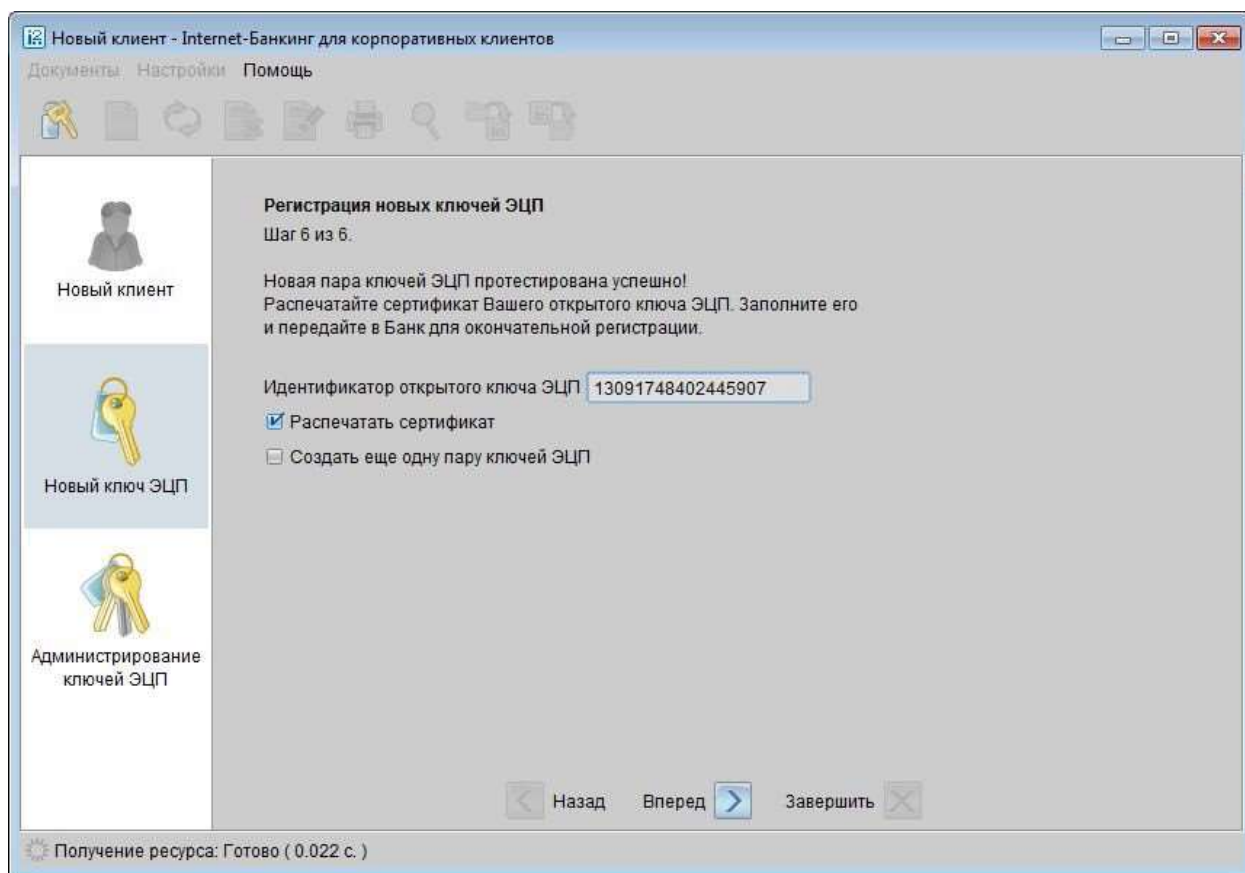 Новый клиент - Internet-Банкинг для корпоративных клиентов
Документы Настройки Помощь
Новый клиент
Новый ключ ЭЦП
Администрирование
ключей ЭЦП
Регистрация новых ключей ЭЦП
Шаг 6 из 6.
Новая пара ключей ЭЦП протестирована успешно!
Распечатайте сертификат Вашего открытого ключа ЭЦП. Заполните его
и передайте в Банк для окончательной регистрации.
Идентификатор открытого ключа ЭЦП 13091748402445907
Распечатать сертификат
Создать еще одну пару ключей ЭЦП
Назад Вперед Завершить
Получение ресурса: Готово ( 0.022 с. )